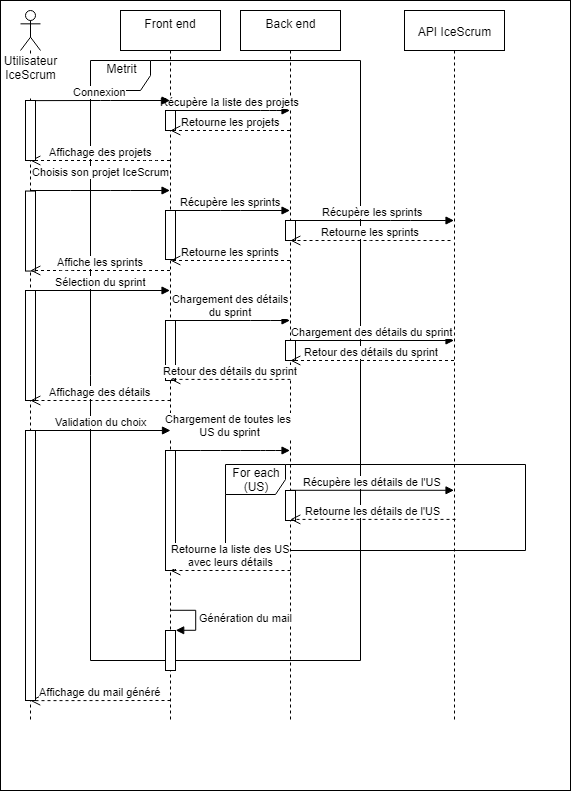 Utilisateur
IceScrum
Front end
Back end
API IceScrum
Metrit
Connexion
Récupère la liste des projets
Retourne les projets
Affichage des projets
Choisis son projet IceScrum
Récupère les sprints
Récupère les sprints
Retourne les sprints
Retourne les sprints
Affiche les sprints
Sélection du sprint
Chargement des détails
du sprint
Chargement des détails du sprint
Retour des détails du sprint
Retour des détails du sprint
Affichage des détails
Validation du choix
Chargement de toutes les
US du sprint
For each
(US)
Récupère les détails de l'US
Retourne les détails de l'US
Retourne la liste des US
avec leurs détails
Génération du mail
Affichage du mail généré